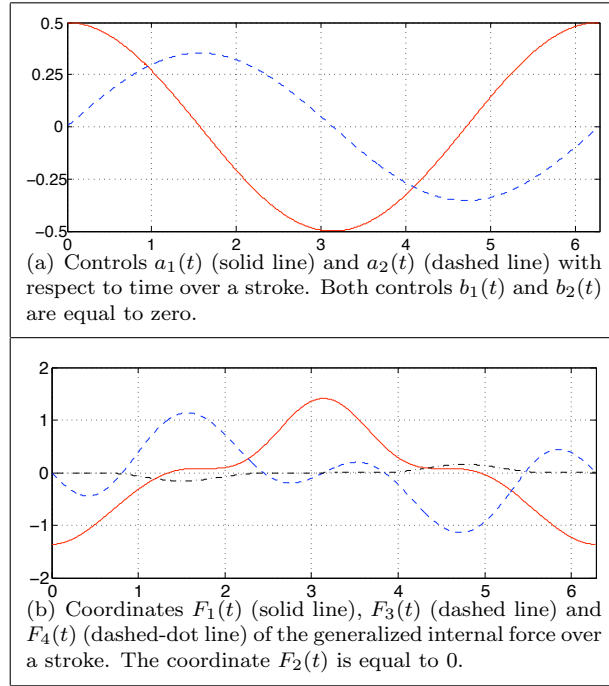 0.5
0.25
0
−0.25
−0.5
0 1 2 3 4 5 6
(a) Controls a₁(t) (solid line) and a₂(t) (dashed line) with
respect to time over a stroke. Both controls b₁(t) and b₂(t)
are equal to zero.
2
1
0
−1
−2
0 1 2 3 4 5 6
(b) Coordinates F₁(t) (solid line), F₃(t) (dashed line) and
F₄(t) (dashed-dot line) of the generalized internal force over
a stroke. The coordinate F₂(t) is equal to 0.